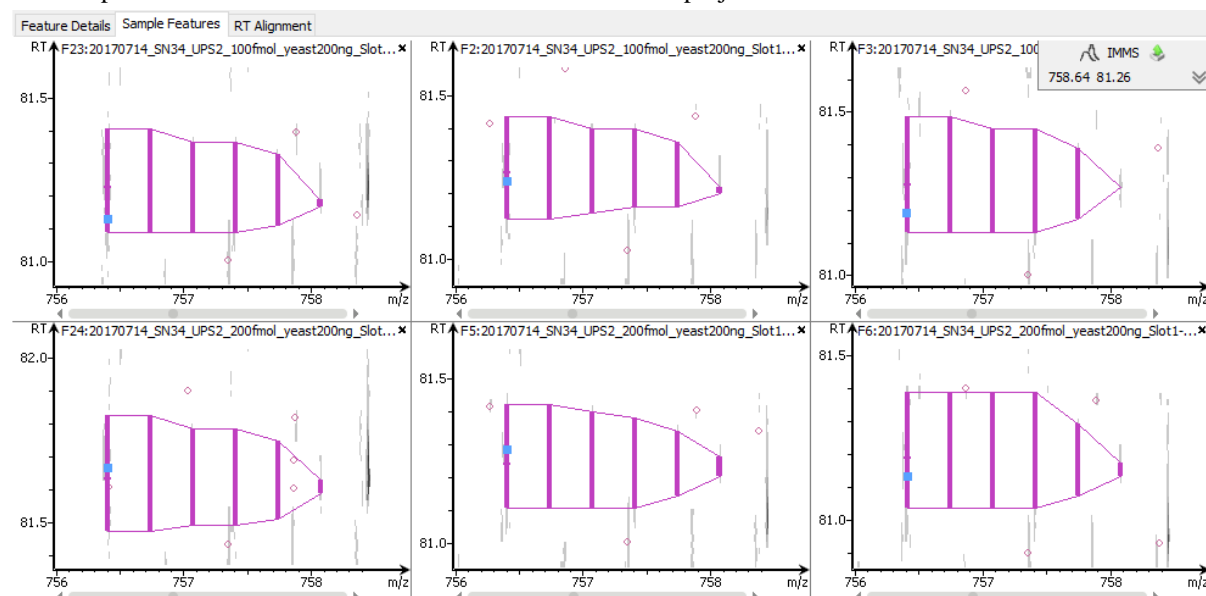 Feature Details Sample Features RT Alignment
RT F23:20170714_SN34_UPS2_100fmol_yeast200ng_Slot... ×
81.5
81.0
756 757 758 m/z
RT F2:20170714_SN34_UPS2_100fmol_yeast200ng_Slot1... ×
81.5
81.0
756 757 758 m/z
RT F3:20170714_SN34_UPS2_100
IMMS
758.64 81.26
81.5
81.0
756 757 758 m/z
RT F24:20170714_SN34_UPS2_200fmol_yeast200ng_Slot... ×
82.0
81.5
756 757 758 m/z
RT F5:20170714_SN34_UPS2_200fmol_yeast200ng_Slot1... ×
81.5
81.0
756 757 758 m/z
RT F6:20170714_SN34_UPS2_200fmol_yeast200ng_Slot1-... ×
81.5
81.0
756 757 758 m/z